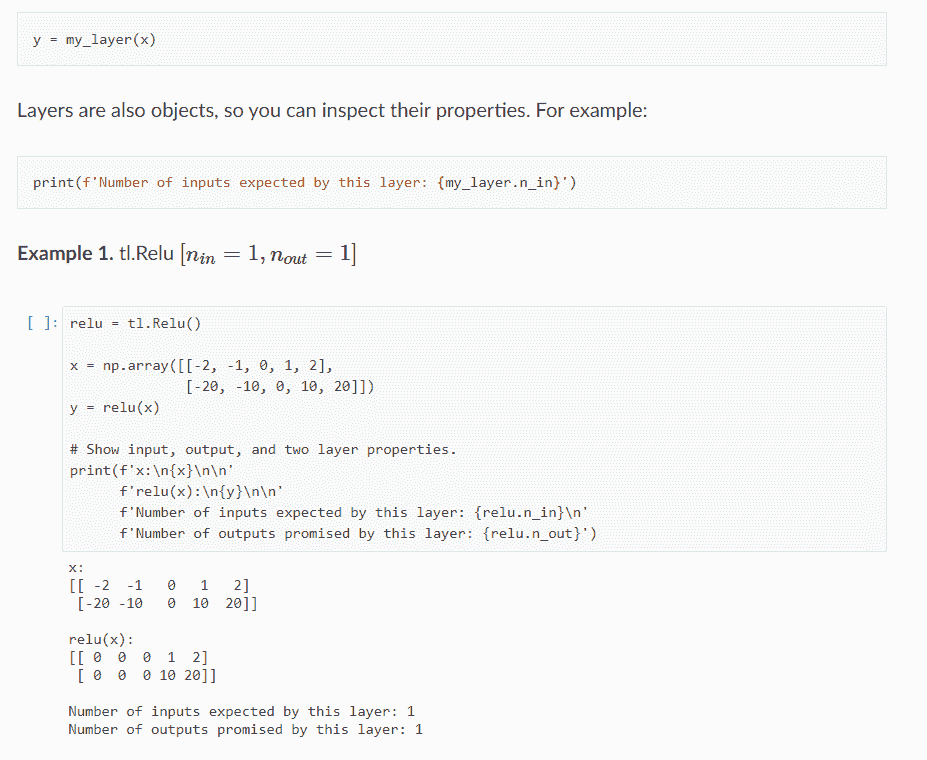 y = my_layer(x)
Layers are also objects, so you can inspect their properties. For example:
print(f'Number of inputs expected by this layer: {my_layer.n_in}')
Example 1. tl.Relu [n_in = 1, n_out = 1]
[ ]: relu = tl.Relu()
x = np.array([[-2, -1, 0, 1, 2],
              [-20, -10, 0, 10, 20]])
y = relu(x)
# Show input, output, and two layer properties.
print(f'x:\n{x}\n\n'
      f'relu(x):\n{y}\n\n'
      f'Number of inputs expected by this layer: {relu.n_in}\n'
      f'Number of outputs promised by this layer: {relu.n_out}')
x:
[[ -2  -1   0   1   2]
 [-20 -10   0  10  20]]
relu(x):
[[ 0  0  0  1  2]
 [ 0  0  0 10 20]]
Number of inputs expected by this layer: 1
Number of outputs promised by this layer: 1